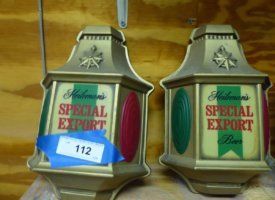 Heileman's
SPECIAL
EXPORT
112
Heileman's
SPECIAL
EXPORT
Beer